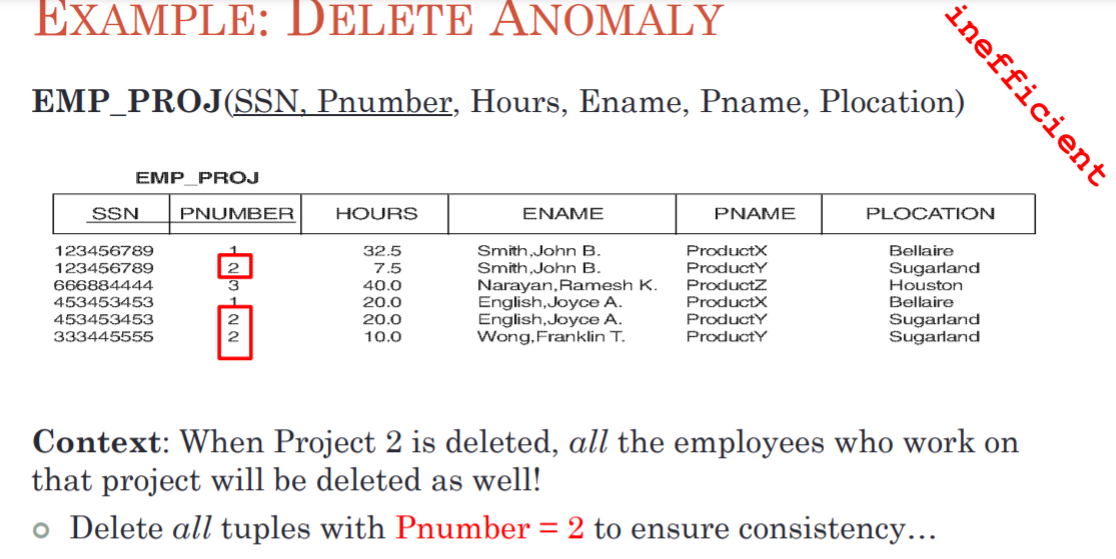 EXAMPLE: DELETE ANOMALY
inefficient
EMP_PROJ(SSN, Pnumber, Hours, Ename, Pname, Plocation)
EMP_PROJ
SSN PNUMBER HOURS ENAME PNAME PLOCATION
123456789 1 32.5 Smith,John B. ProductX Bellaire
123456789 2 7.5 Smith,John B. ProductY Sugarland
666884444 3 40.0 Narayan,Ramesh K. ProductZ Houston
453453453 1 20.0 English,Joyce A. ProductX Bellaire
453453453 2 20.0 English,Joyce A. ProductY Sugarland
333445555 2 10.0 Wong,Franklin T. ProductY Sugarland
Context: When Project 2 is deleted, all the employees who work on
that project will be deleted as well!
Delete all tuples with Pnumber = 2 to ensure consistency…